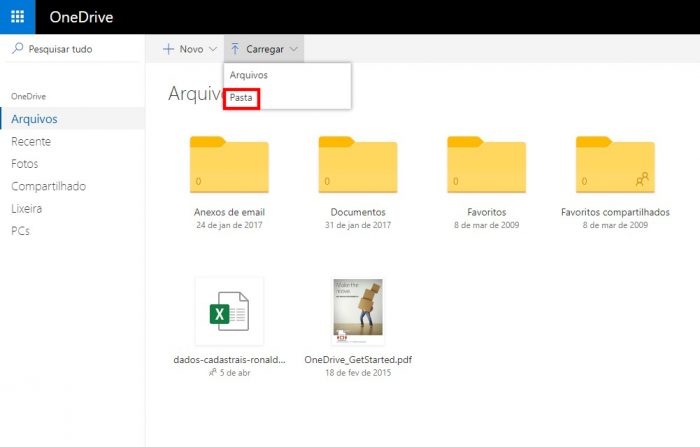 OneDrive
Pesquisar tudo
Novo
Carregar
Arquivos
Pasta
OneDrive
Arquivos
Recente
Fotos
Compartilhado
Lixeira
PCs
Arquivo
0
0
0
0
Anexos de email
Documentos
Favoritos
Favoritos compartilhados
24 de jan de 2017
31 de jan de 2017
8 de mar de 2009
8 de mar de 2009
Make the
move.
dados-cadastrais-ronald...
OneDrive_GetStarted.pdf
5 de abr
18 de fev de 2015